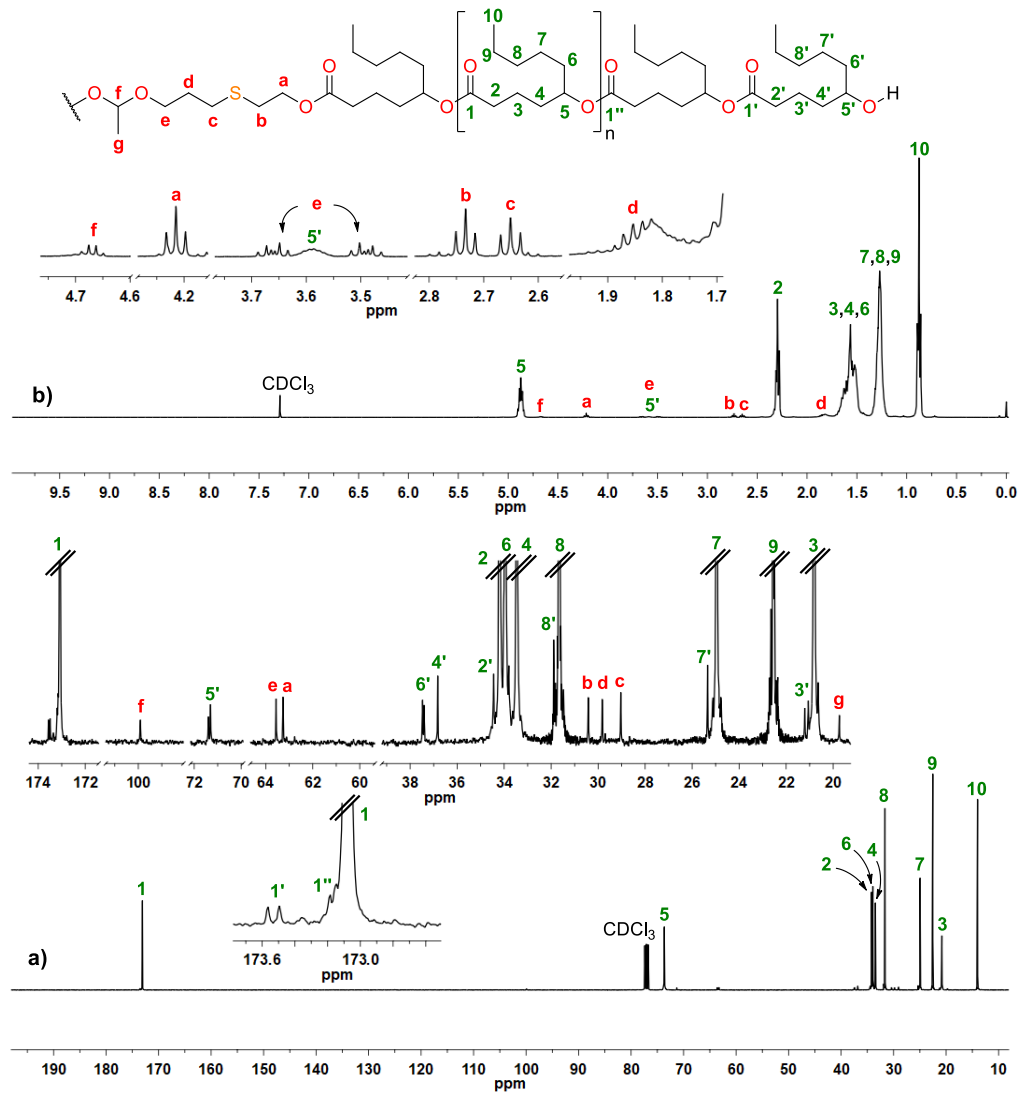 10
9
8
7
6
O
O
O
O
f
O
d
S
a
O
2
4
O
O
8'
7'
6'
2'
4'
O
H
g
e
c
b
1
3
5
n
1''
1'
3'
5'
a
f
e
5'
b
c
d
4.7 4.6 4.2 3.7 3.6 3.5 2.8 2.7 2.6 1.9 1.8 1.7
ppm
10
7,8,9
2
3,4,6
b)
CDCl3
5
f
a
e
5'
b
c
d
9.5 9.0 8.5 8.0 7.5 7.0 6.5 6.0 5.5 5.0 4.5 4.0 3.5 3.0 2.5 2.0 1.5 1.0 0.5 0.0
ppm
1
2
6
4
8
7
9
3
f
5'
e
a
6'
4'
2'
8'
b
d
c
7'
3'
g
174 172 100 72 70 64 62 60 38 36 34 32 30 28 26 24 22 20
ppm
1
1'
1''
173.6 173.0
ppm
a)
1
CDCl3
5
2
6
4
8
7
9
3
10
190 180 170 160 150 140 130 120 110 100 90 80 70 60 50 40 30 20 10
ppm